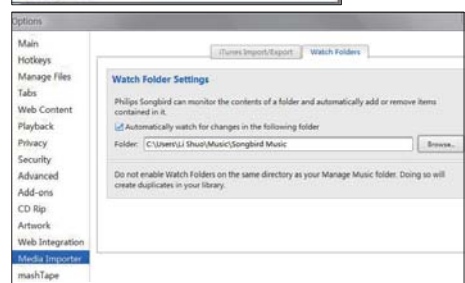 Options
Main
Hotkeys
Manage Files
Tabs
Web Content
Playback
Privacy
Security
Advanced
Add-ons
CD Rip
Artwork
Web Integration
Media Importer
mashTape
iTunes Import/Export
Watch Folders
Watch Folder Settings
Philips Songbird can monitor the contents of a folder and automatically add or remove items
contained in it.
Automatically watch for changes in the following folder
Folder: C:\Users\Li Shuo\Music\Songbird Music
Browse...
Do not enable Watch Folders on the same directory as your Manage Music folder. Doing so will
create duplicates in your library.